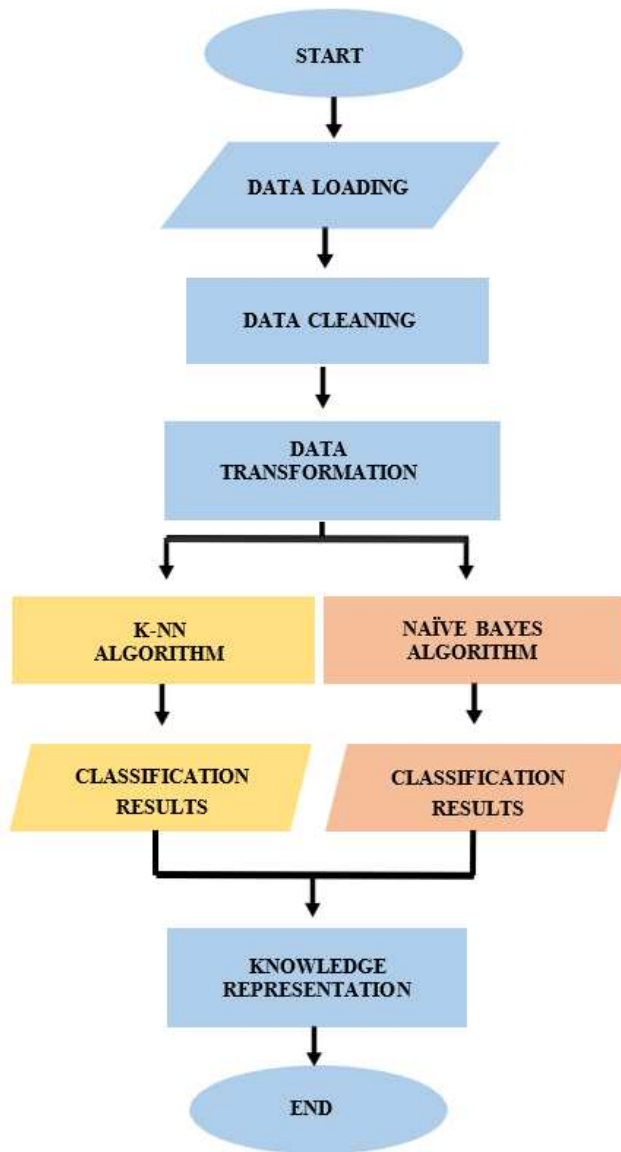 START
DATA LOADING
DATA CLEANING
DATA
TRANSFORMATION
K-NN
ALGORITHM
NAÏVE BAYES
ALGORITHM
CLASSIFICATION
RESULTS
CLASSIFICATION
RESULTS
KNOWLEDGE
REPRESENTATION
END